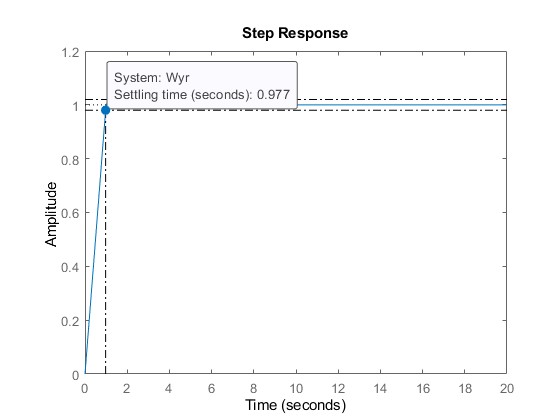 Step Response
1.2
System: Wyr
Settling time (seconds): 0.977
1
0.8
0.6
0.4
0.2
0
Amplitude
0 2 4 6 8 10 12 14 16 18 20
Time (seconds)